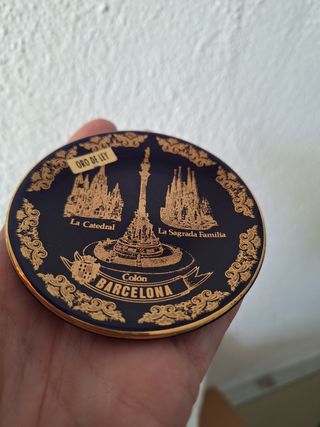 ORO DE LEY
La Catedral
La Sagrada Familia
Colón
BARCELONA